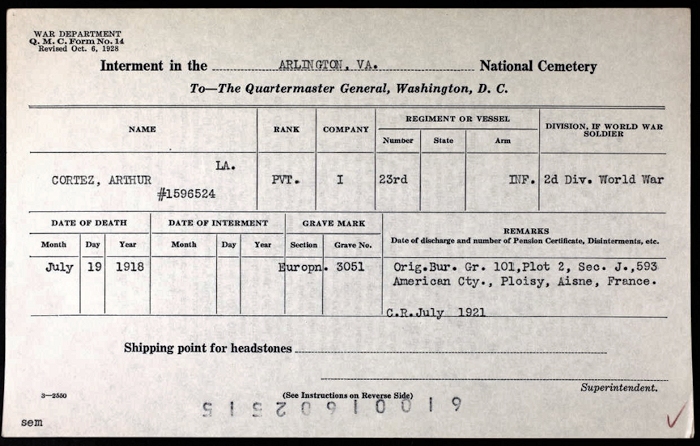 WAR DEPARTMENT
Q. M. C. Form No. 14
Revised Oct. 6, 1928
Interment in the ARLINGTON, VA. National Cemetery
To—The Quartermaster General, Washington, D. C.
NAME RANK COMPANY REGIMENT OR VESSEL DIVISION, IF WORLD WAR SOLDIER
Number State Arm
LA.
CORTEZ, ARTHUR PVT. I 23rd INF. 2d Div. World War
#1596524
DATE OF DEATH DATE OF INTERMENT GRAVE MARK REMARKS
Month Day Year Month Day Year Section Grave No. Date of discharge and number of Pension Certificate, Disinterments, etc.
July 19 1918 Europn. 3051 Orig.Bur. Gr. 101,Plot 2, Sec. J.,593
American Cty., Ploisy, Aisne, France.
C.R.July 1921
Shipping point for headstones
Superintendent.
3—2550 (See Instructions on Reverse Side)
sem